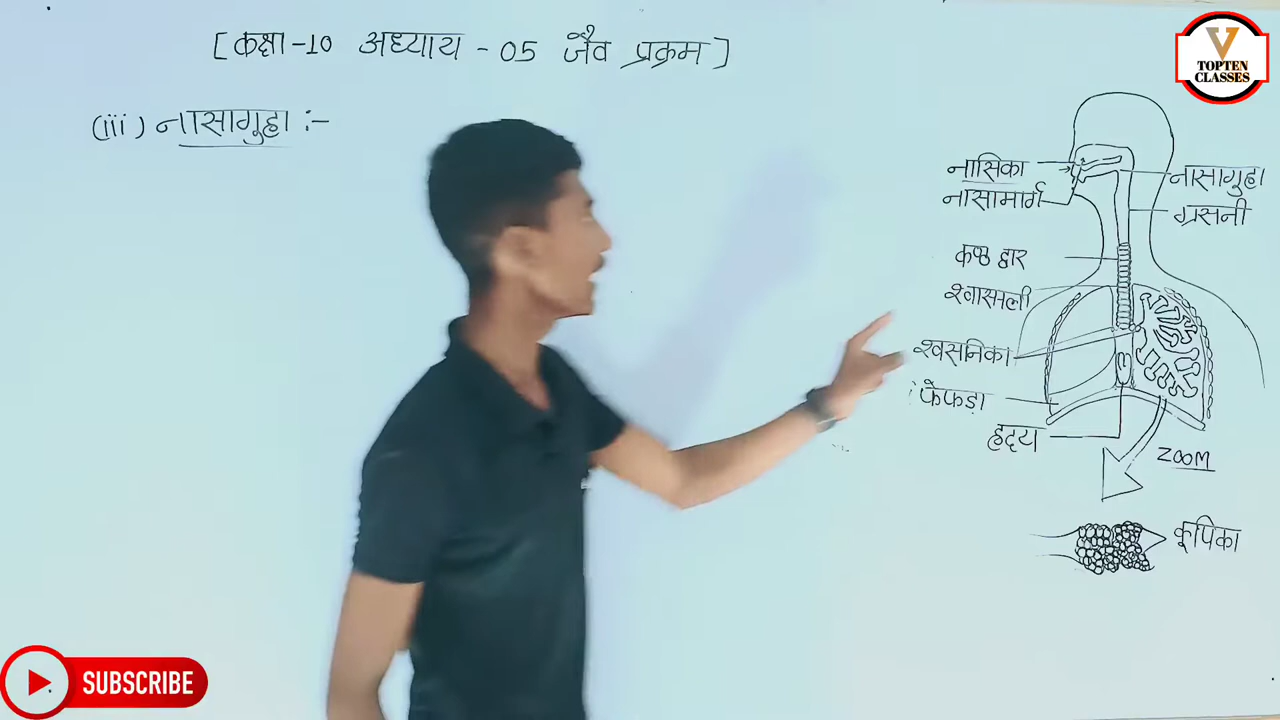 [कक्षा-10 अध्याय - 05 जैव प्रक्रम]
V
TOPTEN
CLASSES
(iii) नासागुहा :-
नासिका
नासागुहा
नासामार्ग
ग्रसनी
कण्ठ द्वार
श्वासनली
श्वसनिका
फेफड़ा
हृदय
ZOOM
कूपिका
SUBSCRIBE